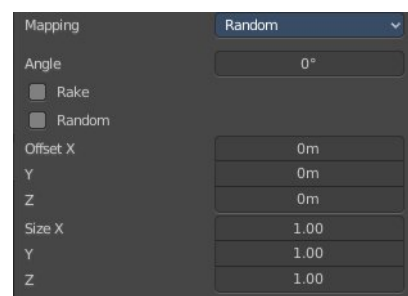 Mapping Random
Angle 0°
Rake
Random
Offset X 0m
Y 0m
Z 0m
Size X 1.00
Y 1.00
Z 1.00